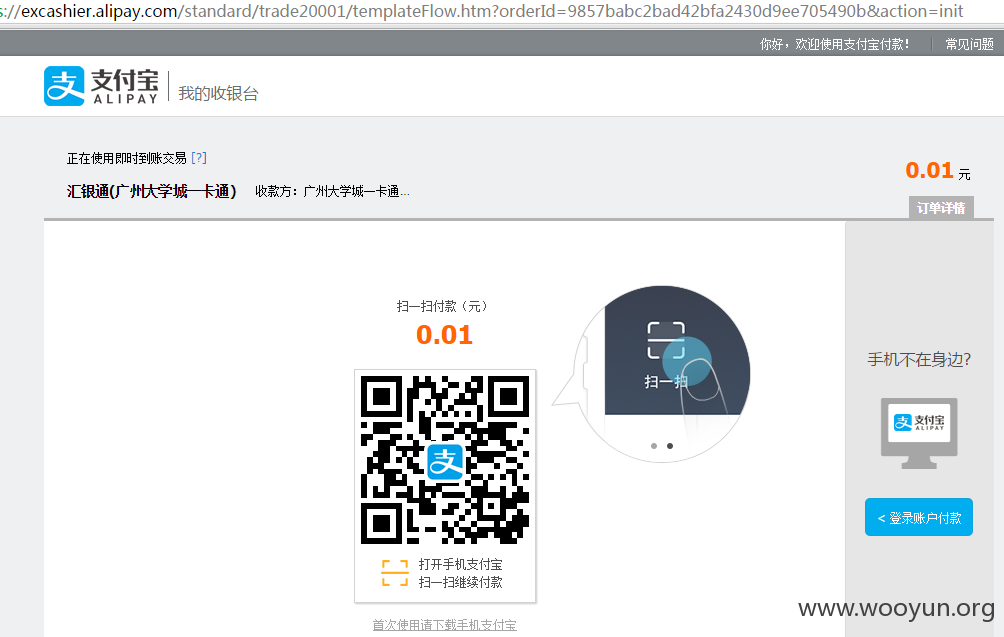 s://excashier.alipay.com/standard/trade20001/templateFlow.htm?orderId=9857babc2bad42bfa2430d9ee705490b&action=init
你好，欢迎使用支付宝付款！ 常见问题
支付宝 ALIPAY 我的收银台
正在使用即时到账交易 [?]
汇银通(广州大学城一卡通) 收款方：广州大学城一卡通...
0.01 元
订单详情
扫一扫付款（元）
0.01
支
打开手机支付宝
扫一扫继续付款
首次使用请下载手机支付宝
扫一扫
手机不在身边？
支付宝 ALIPAY
< 登录账户付款
www.wooyun.org